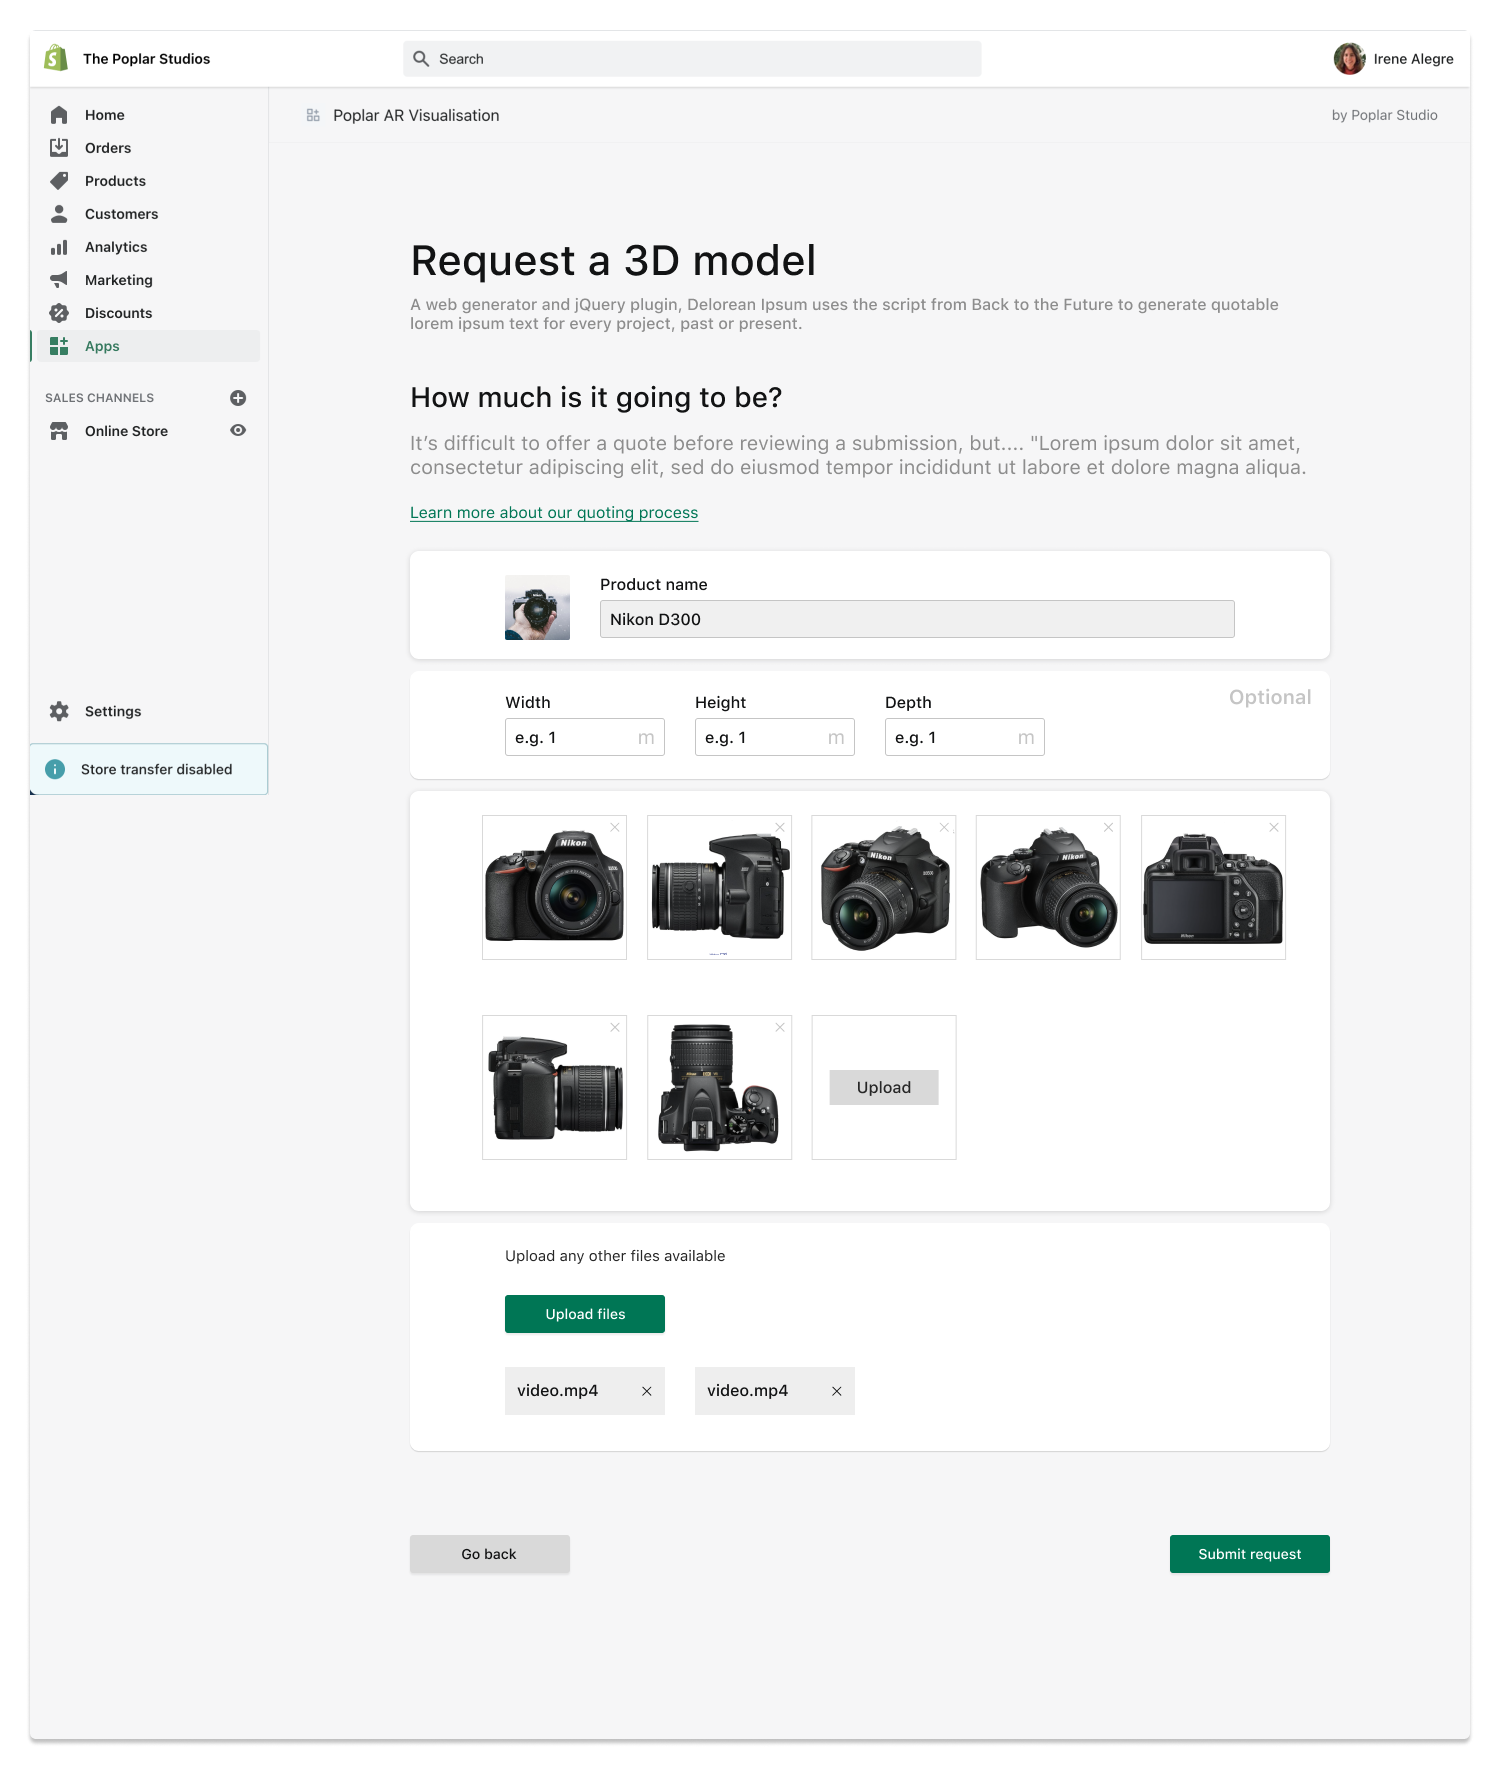 The Poplar Studios
Search
Irene Alegre
Home
Orders
Products
Customers
Analytics
Marketing
Discounts
Apps
SALES CHANNELS
Online Store
Settings
Store transfer disabled
Poplar AR Visualisation
by Poplar Studio
Request a 3D model
A web generator and jQuery plugin, Delorean Ipsum uses the script from Back to the Future to generate quotable
lorem ipsum text for every project, past or present.
How much is it going to be?
It’s difficult to offer a quote before reviewing a submission, but.... "Lorem ipsum dolor sit amet,
consectetur adipiscing elit, sed do eiusmod tempor incididunt ut labore et dolore magna aliqua.
Learn more about our quoting process
Product name
Nikon D300
Optional
Width
Height
Depth
e.g. 1 m
e.g. 1 m
e.g. 1 m
Nikon
Nikon
Nikon
Nikon
Upload
Upload any other files available
Upload files
video.mp4
video.mp4
Go back
Submit request